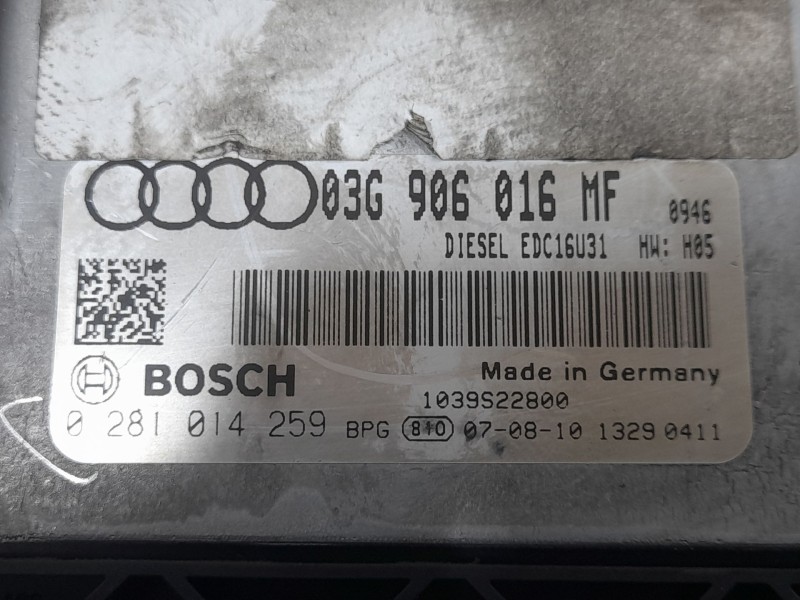 03G 906 016 MF 0946
DIESEL EDC16U31 HW: H05
BOSCH Made in Germany
1039S22800
0 281 014 259 BPG 810 07-08-10 1329 0411